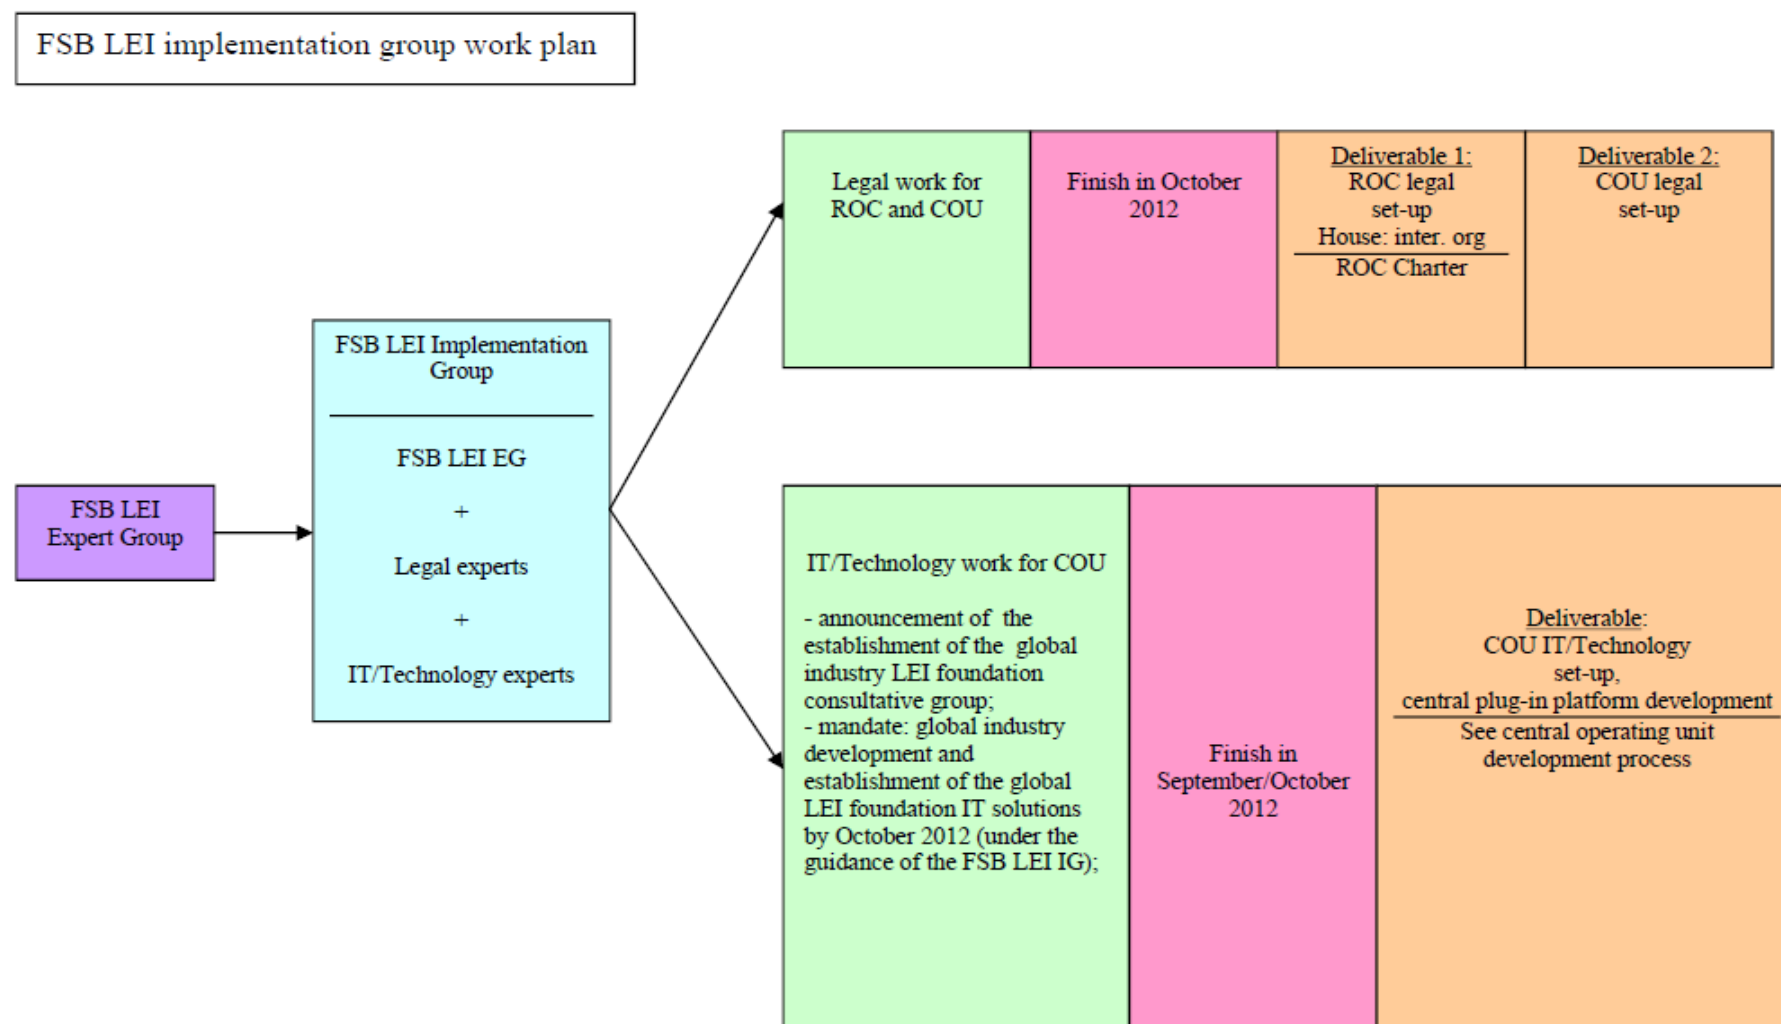 FSB LEI implementation group work plan
FSB LEI
Expert Group
FSB LEI Implementation
Group
FSB LEI EG
+
Legal experts
+
IT/Technology experts
Legal work for
ROC and COU
Finish in October
2012
Deliverable 1:
ROC legal
set-up
House: inter. org
ROC Charter
Deliverable 2:
COU legal
set-up
IT/Technology work for COU
- announcement of the
establishment of the global
industry LEI foundation
consultative group;
- mandate: global industry
development and
establishment of the global
LEI foundation IT solutions
by October 2012 (under the
guidance of the FSB LEI IG);
Finish in
September/October
2012
Deliverable:
COU IT/Technology
set-up,
central plug-in platform development
See central operating unit
development process